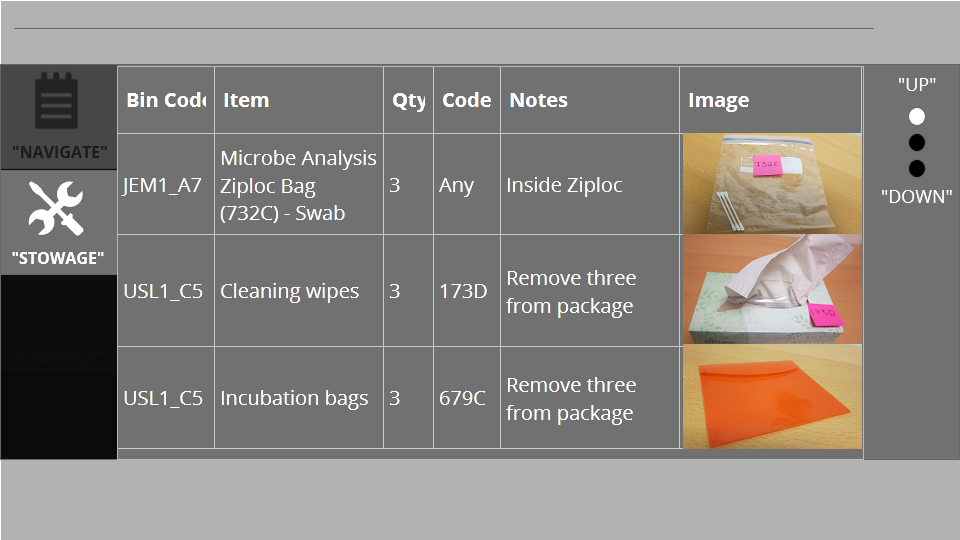 "UP"
Bin Code Item Qty Code Notes Image
"NAVIGATE"
Microbe Analysis
JEM1_A7 Ziploc Bag 3 Any Inside Ziploc
(732C) - Swab
732C
"DOWN"
"STOWAGE"
USL1_C5 Cleaning wipes 3 173D Remove three
from package
173D
USL1_C5 Incubation bags 3 679C Remove three
from package